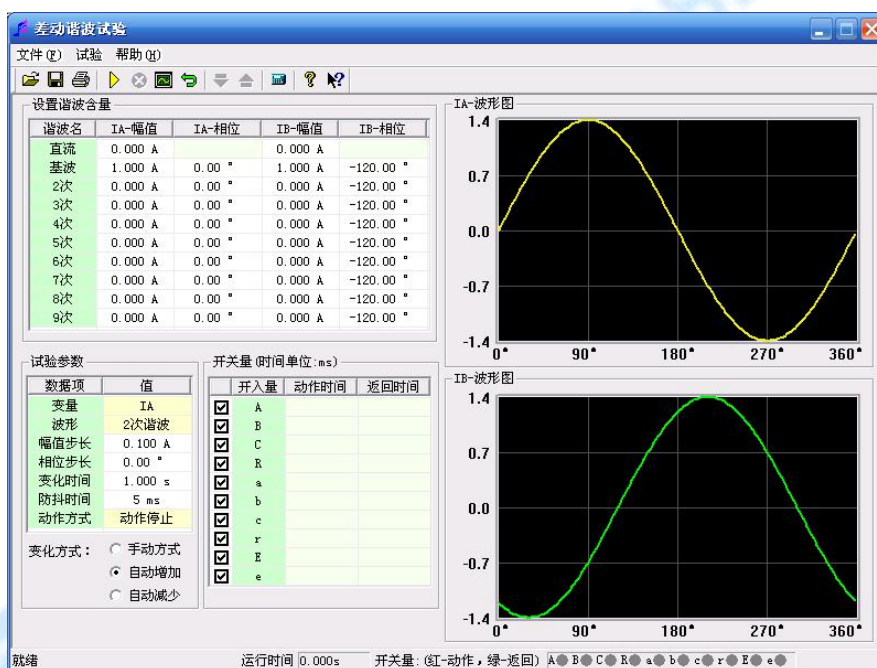 差动谐波试验
文件(F) 试验 帮助(H)
设置谐波含量
谐波名 IA-幅值 IA-相位 IB-幅值 IB-相位
直流 0.000 A 0.000 A
基波 1.000 A 0.00 ° 1.000 A -120.00 °
2次 0.000 A 0.00 ° 0.000 A -120.00 °
3次 0.000 A 0.00 ° 0.000 A -120.00 °
4次 0.000 A 0.00 ° 0.000 A -120.00 °
5次 0.000 A 0.00 ° 0.000 A -120.00 °
6次 0.000 A 0.00 ° 0.000 A -120.00 °
7次 0.000 A 0.00 ° 0.000 A -120.00 °
8次 0.000 A 0.00 ° 0.000 A -120.00 °
9次 0.000 A 0.00 ° 0.000 A -120.00 °
IA-波形图
1.4
0.7
0.0
-0.7
-1.4
0° 90° 180° 270° 360°
试验参数
数据项 值
变量 IA
波形 2次谐波
幅值步长 0.100 A
相位步长 0.00 °
变化时间 1.000 s
防抖时间 5 ms
动作方式 动作停止
变化方式: 手动方式
自动增加
自动减少
开关量(时间单位:ms)
开入量 动作时间 返回时间
A
B
C
R
a
b
c
r
E
e
IB-波形图
1.4
0.7
0.0
-0.7
-1.4
0° 90° 180° 270° 360°
就绪 运行时间 0.000s 开关量:(红-动作，绿-返回) A B C R a b c r E e